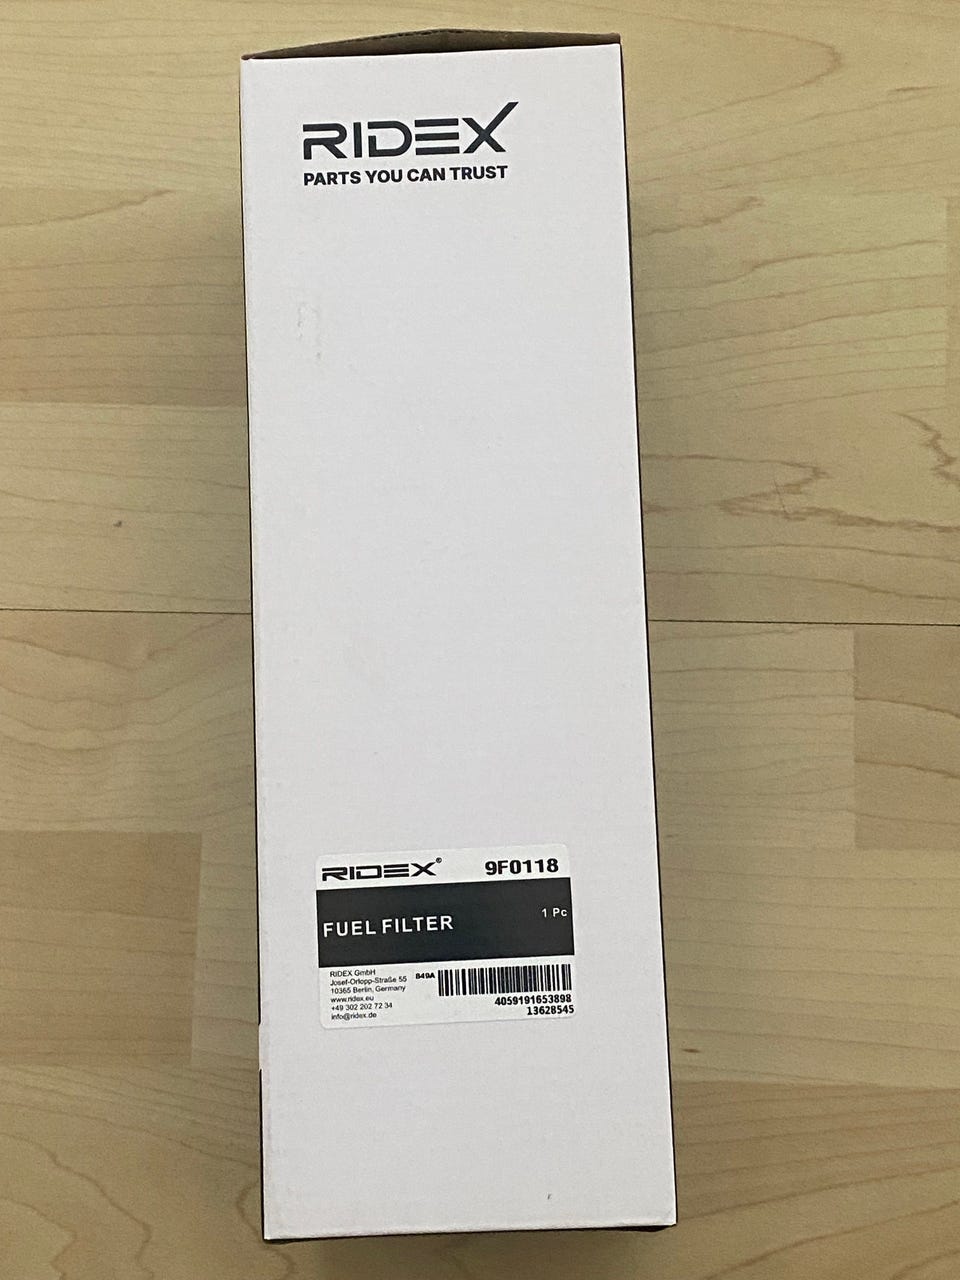 RIDEX
PARTS YOU CAN TRUST
RIDEX® 9F0118
FUEL FILTER 1 Pc
RIDEX GmbH
Josef-Orlopp-Straße 55
10365 Berlin, Germany
www.ridex.eu
+49 302 202 72 34
info@ridex.de
849A
4059191653898
13628545